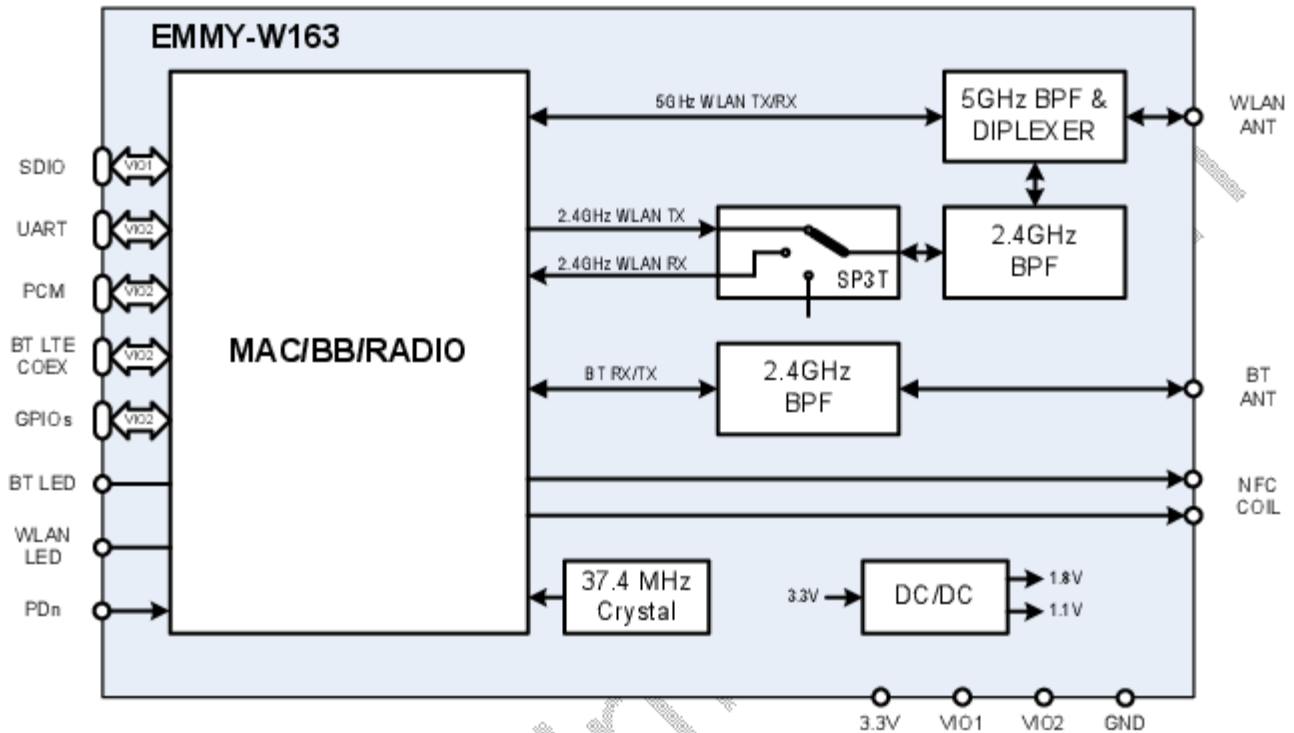 EMMY-W163
SDIO
VIO1
UART
VIO2
PCM
VIO2
BT LTE
COEX
VIO2
GPIOs
VIO2
BT LED
WLAN
LED
PDn
MAC/BB/RADIO
5GHz WLAN TX/RX
5GHz BPF &
DIPLEXER
WLAN
ANT
2.4GHz WLAN TX
2.4GHz WLAN RX
SP3T
2.4GHz
BPF
BT RX/TX
2.4GHz
BPF
BT
ANT
NFC
COIL
37.4 MHz
Crystal
3.3V
DC/DC
1.8V
1.1V
3.3V
VIO1
VIO2
GND